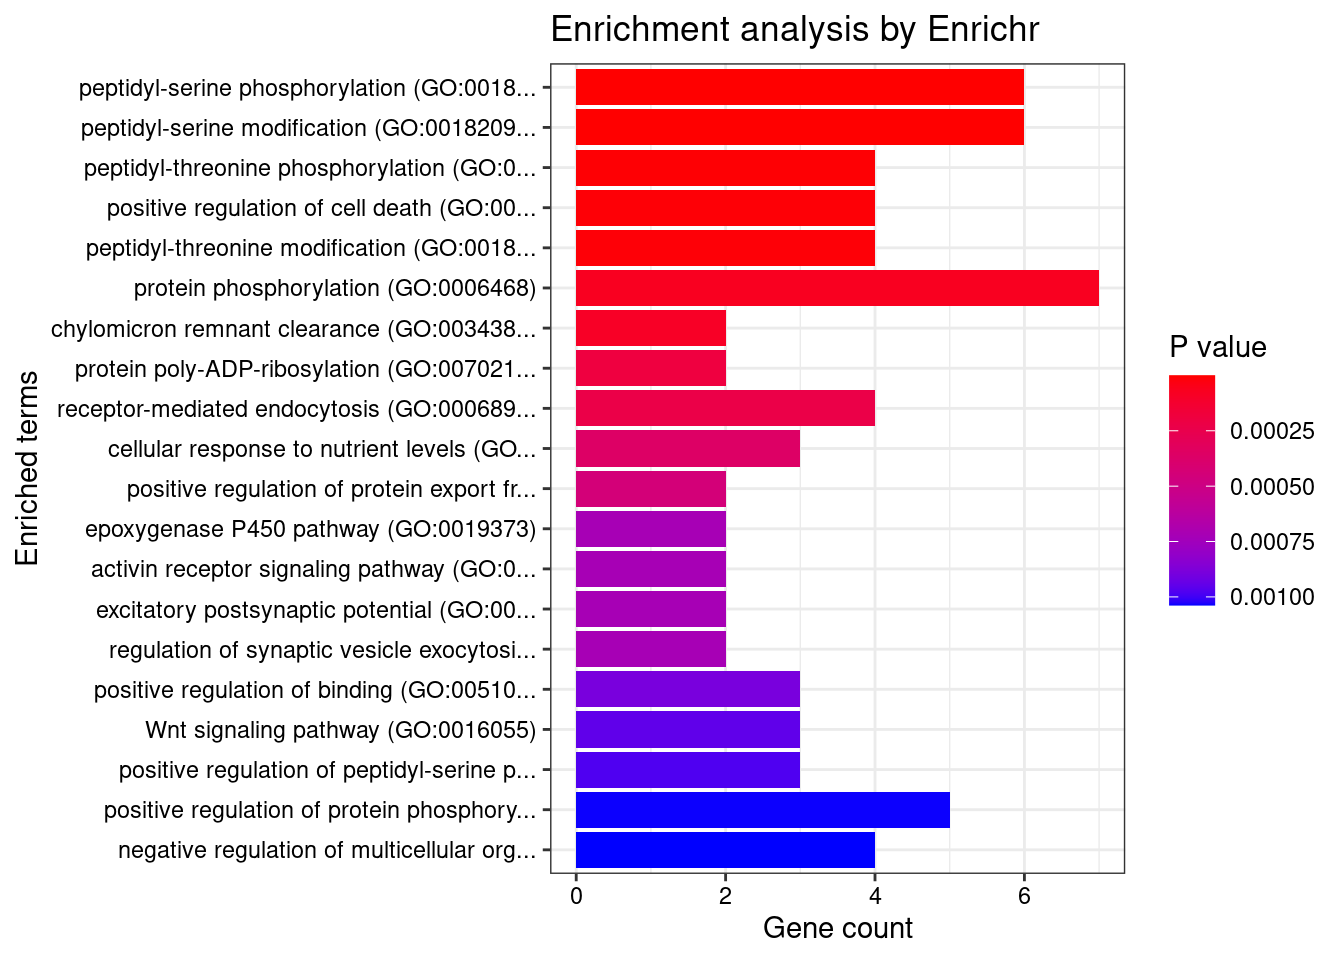 Enrichment analysis by Enrichr
peptidyl-serine phosphorylation (GO:0018...
peptidyl-serine modification (GO:0018209...
peptidyl-threonine phosphorylation (GO:0...
positive regulation of cell death (GO:00...
peptidyl-threonine modification (GO:0018...
protein phosphorylation (GO:0006468)
chylomicron remnant clearance (GO:003438...
protein poly-ADP-ribosylation (GO:007021...
receptor-mediated endocytosis (GO:000689...
cellular response to nutrient levels (GO...
positive regulation of protein export fr...
epoxygenase P450 pathway (GO:0019373)
activin receptor signaling pathway (GO:0...
excitatory postsynaptic potential (GO:00...
regulation of synaptic vesicle exocytosi...
positive regulation of binding (GO:00510...
Wnt signaling pathway (GO:0016055)
positive regulation of peptidyl-serine p...
positive regulation of protein phosphory...
negative regulation of multicellular org...
Enriched terms
0 2 4 6
Gene count
P value
0.00025
0.00050
0.00075
0.00100